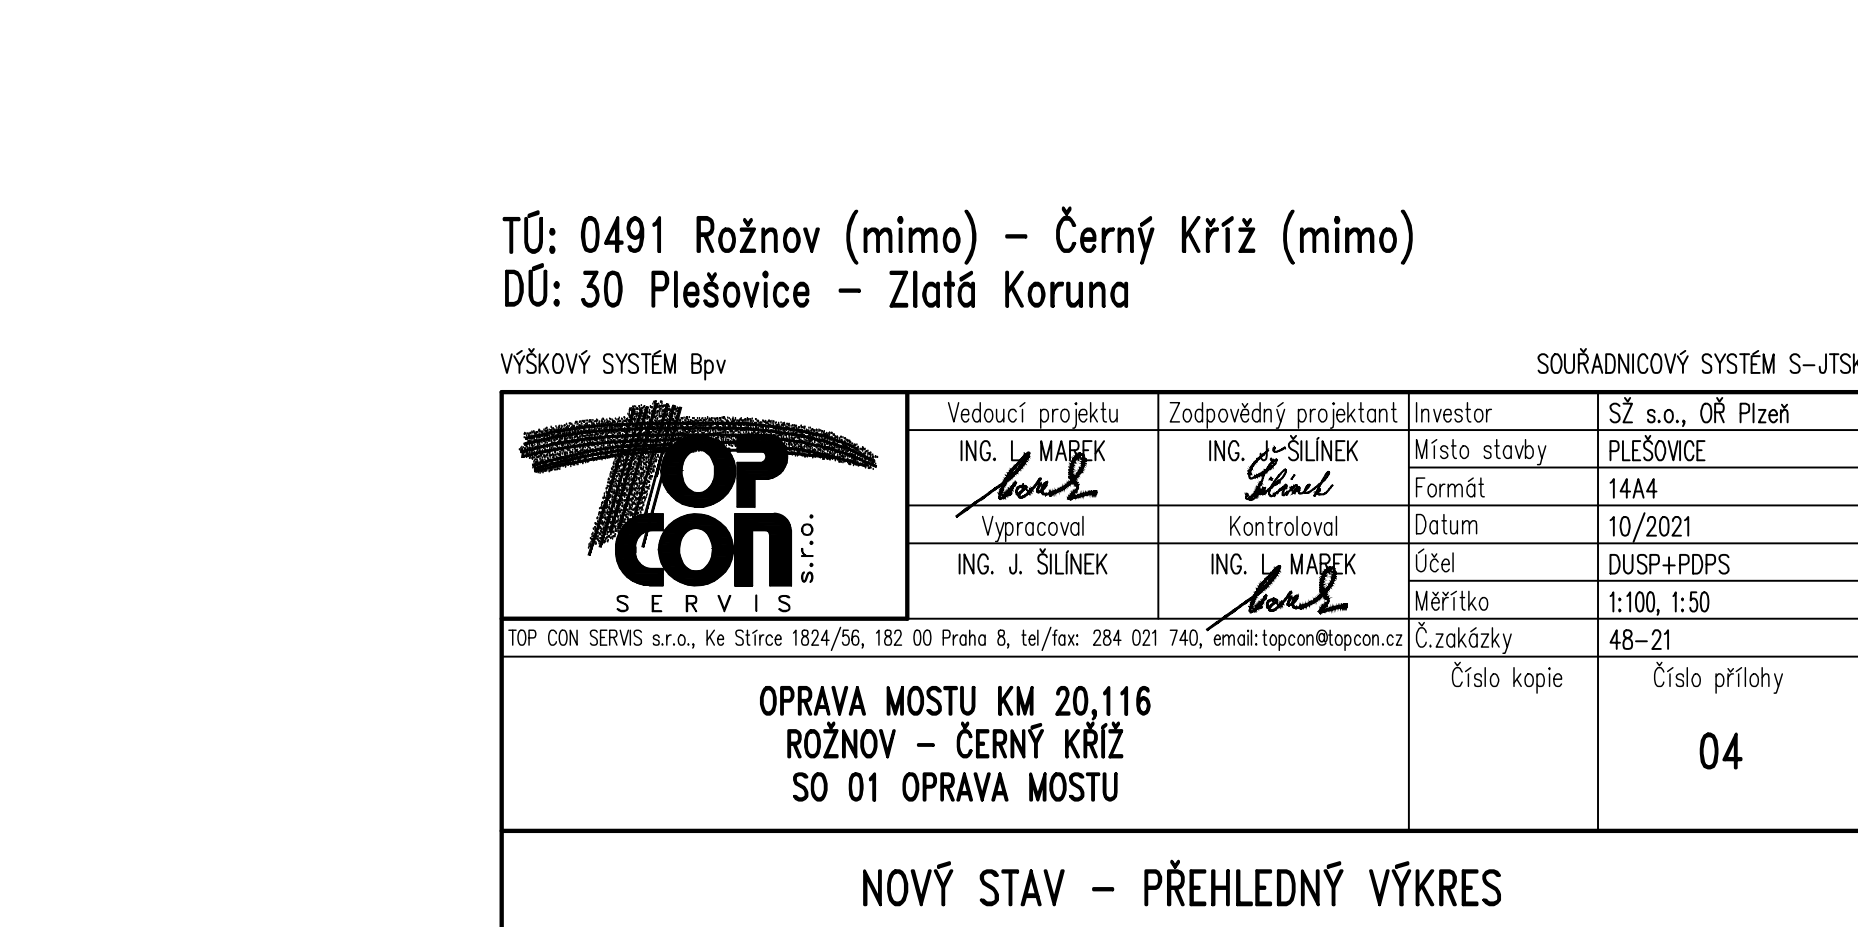 TÚ: 0491 Rožnov (mimo) – Černý Kříž (mimo)
DÚ: 30 Plešovice – Zlatá Koruna
VÝŠKOVÝ SYSTÉM Bpv
SOUŘADNICOVÝ SYSTÉM S-JTSK
TOP
CON
s.r.o.
SERVIS
Vedoucí projektu
Zodpovědný projektant
Investor
SŽ s.o., OŘ Plzeň
ING. L. MAREK
ING. J. ŠILÍNEK
Místo stavby
PLEŠOVICE
Marek
Šilínek
Formát
14A4
Vypracoval
Kontroloval
Datum
10/2021
ING. J. ŠILÍNEK
ING. L. MAREK
Účel
DUSP+PDPS
Marek
Měřítko
1:100, 1:50
TOP CON SERVIS s.r.o., Ke Stírce 1824/56, 182 00 Praha 8, tel/fax: 284 021 740, email:topcon@topcon.cz
Č.zakázky
48-21
OPRAVA MOSTU KM 20,116
ROŽNOV – ČERNÝ KŘÍŽ
SO 01 OPRAVA MOSTU
Číslo kopie
Číslo přílohy
04
NOVÝ STAV – PŘEHLEDNÝ VÝKRES